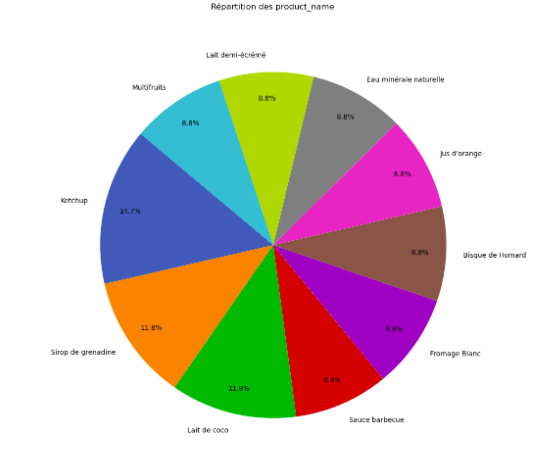 Répartition des product_name
Lait demi-écrémé
Eau minérale naturelle
Multifruits
8.8%
8.8%
8.8%
Jus d'orange
8.8%
Ketchup
14.7%
8.8%
Bisque de Homard
11.8%
8.8%
Sirop de grenadine
Fromage Blanc
11.8%
8.8%
Lait de coco
Sauce barbecue